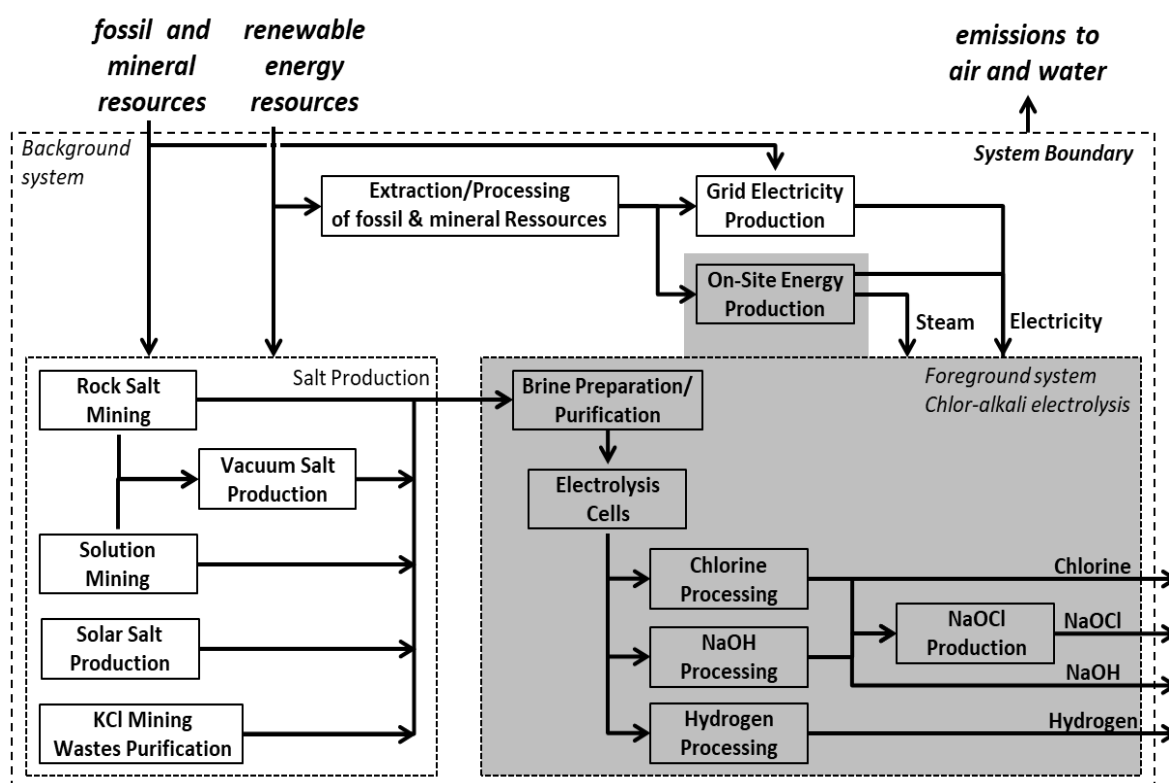 fossil and
mineral
resources
renewable
energy
resources
emissions to
air and water
Background
system
System Boundary
Extraction/Processing
of fossil & mineral Ressources
Grid Electricity
Production
On-Site Energy
Production
Steam
Electricity
Salt Production
Rock Salt
Mining
Vacuum Salt
Production
Solution
Mining
Solar Salt
Production
KCl Mining
Wastes Purification
Brine Preparation/
Purification
Foreground system
Chlor-alkali electrolysis
Electrolysis
Cells
Chlorine
Processing
Chlorine
NaOCl
Production
NaOCl
NaOH
Processing
NaOH
Hydrogen
Processing
Hydrogen